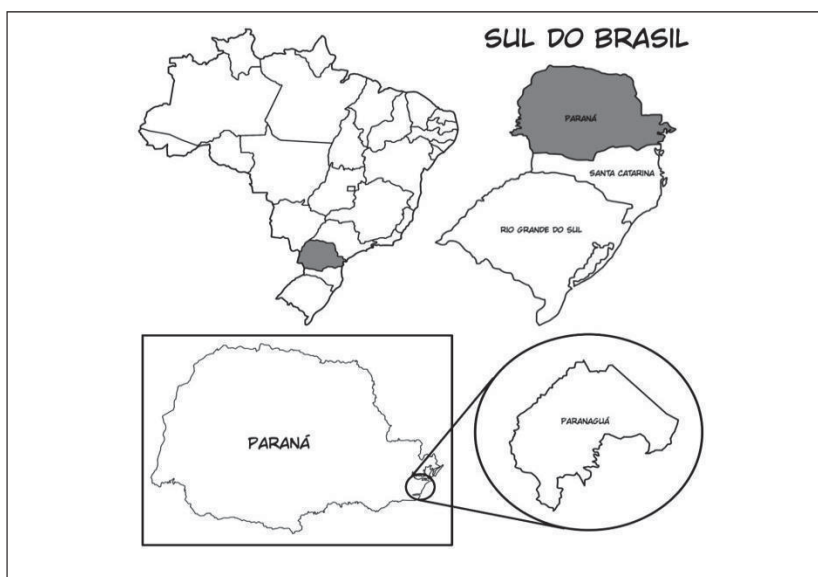 SUL DO BRASIL
PARANÁ
SANTA CATARINA
RIO GRANDE DO SUL
PARANÁ
PARANAGUÁ